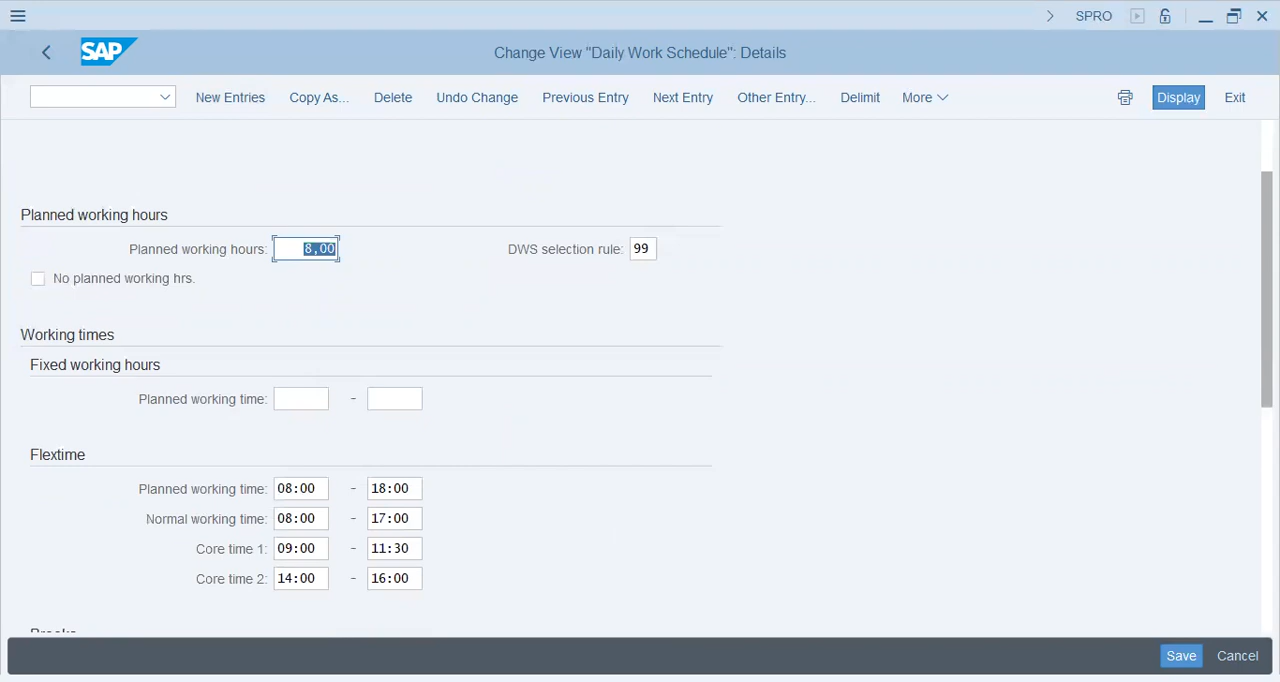 SPRO
SAP
Change View "Daily Work Schedule": Details
New Entries Copy As... Delete Undo Change Previous Entry Next Entry Other Entry... Delimit More Display Exit
Planned working hours
Planned working hours: 8,00 DWS selection rule: 99
No planned working hrs.
Working times
Fixed working hours
Planned working time: -
Flextime
Planned working time: 08:00 - 18:00
Normal working time: 08:00 - 17:00
Core time 1: 09:00 - 11:30
Core time 2: 14:00 - 16:00
Save Cancel